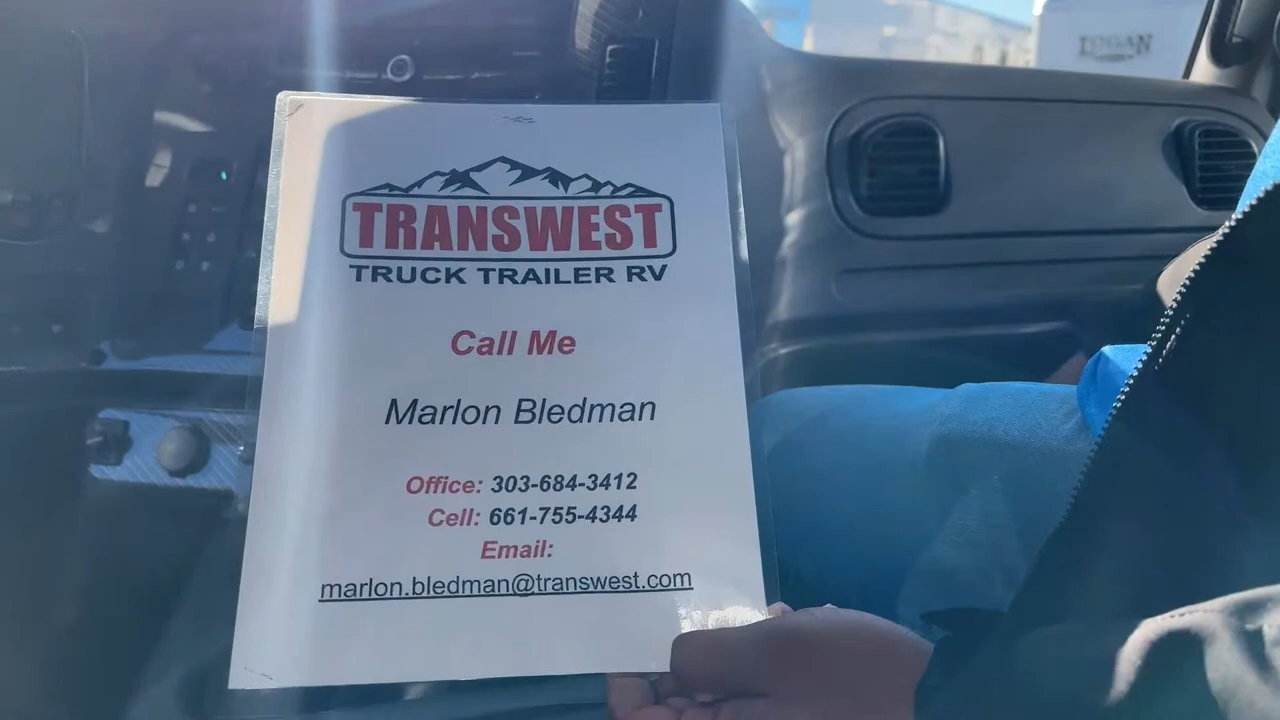 LOGAN
TRANSWEST
TRUCK TRAILER RV
Call Me
Marlon Bledman
Office: 303-684-3412
Cell: 661-755-4344
Email:
marlon.bledman@transwest.com